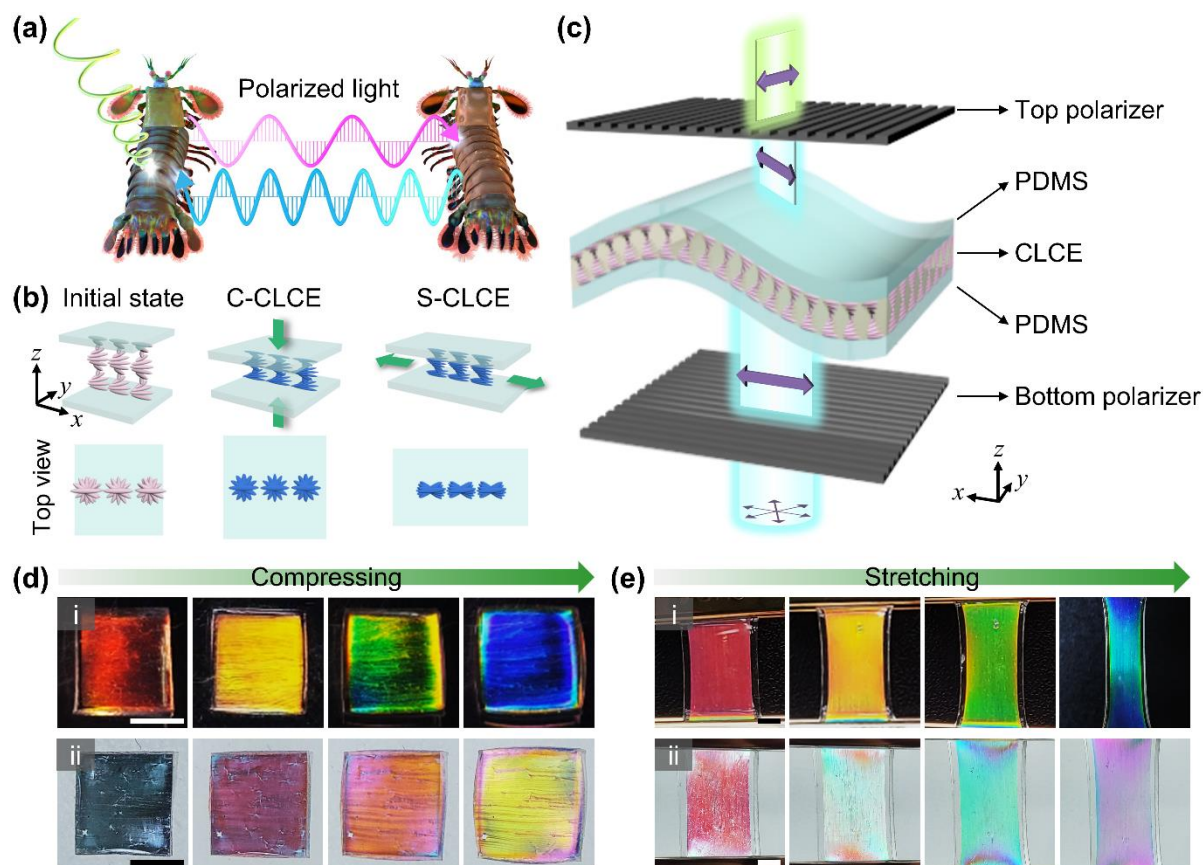 (a)
Polarized light
(b)
Initial state
C-CLCE
S-CLCE
z
y
x
Top view
(c)
Top polarizer
PDMS
CLCE
PDMS
Bottom polarizer
z
x
y
(d)
Compressing
i
ii
(e)
Stretching
i
ii